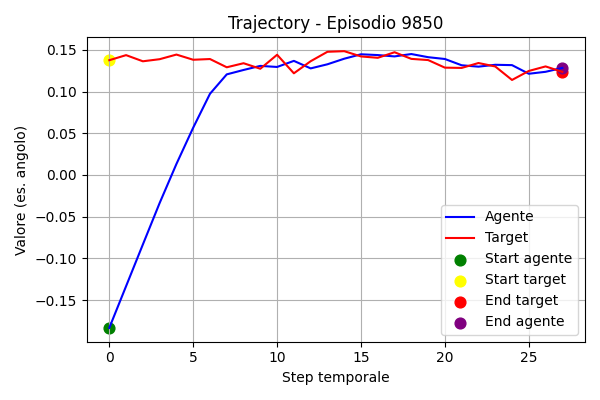 Trajectory - Episodio 9850
Valore (es. angolo)
0.15
0.10
0.05
0.00
−0.05
−0.10
−0.15
0
5
10
15
20
25
Step temporale
Agente
Target
Start agente
Start target
End target
End agente